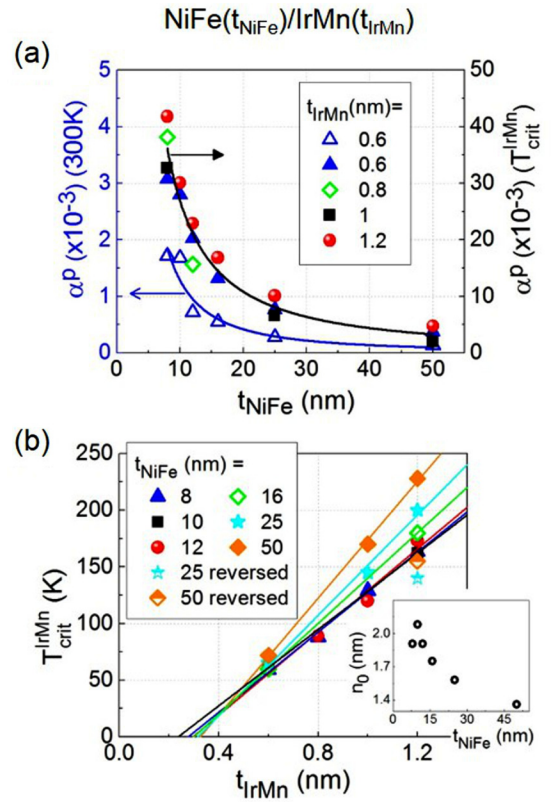 NiFe(tNiFe)/IrMn(tIrMn)
(a)
5
4
3
2
1
0
αp (x10-3) (300K)
50
40
30
20
10
0
αp (x10-3) (TcritIrMn)
tIrMn(nm)=
0.6
0.6
0.8
1
1.2
0 10 20 30 40 50
tNiFe (nm)
(b)
250
200
150
100
50
0
TcritIrMn (K)
tNiFe (nm) =
8 16
10 25
12 50
25 reversed
50 reversed
2.0
1.7
1.4
n0 (nm)
0 15 30 45
tNiFe (nm)
0.0 0.4 0.8 1.2
tIrMn (nm)